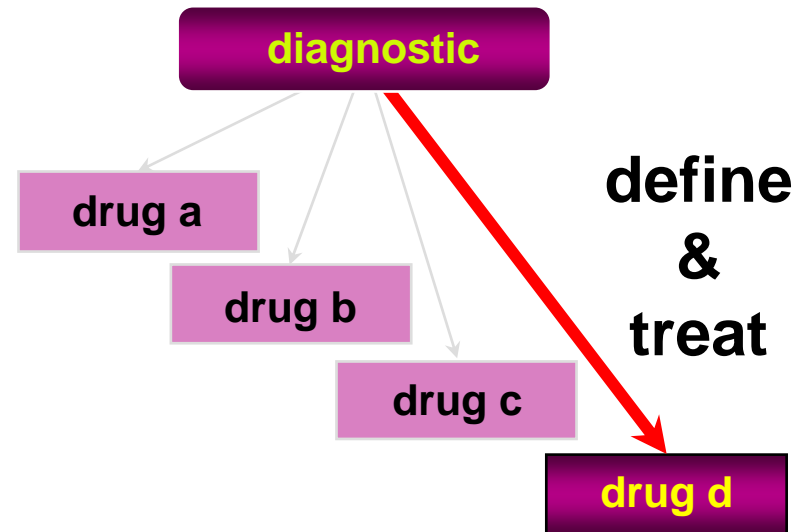 diagnostic
drug a
drug b
drug c
drug d
define
&
treat